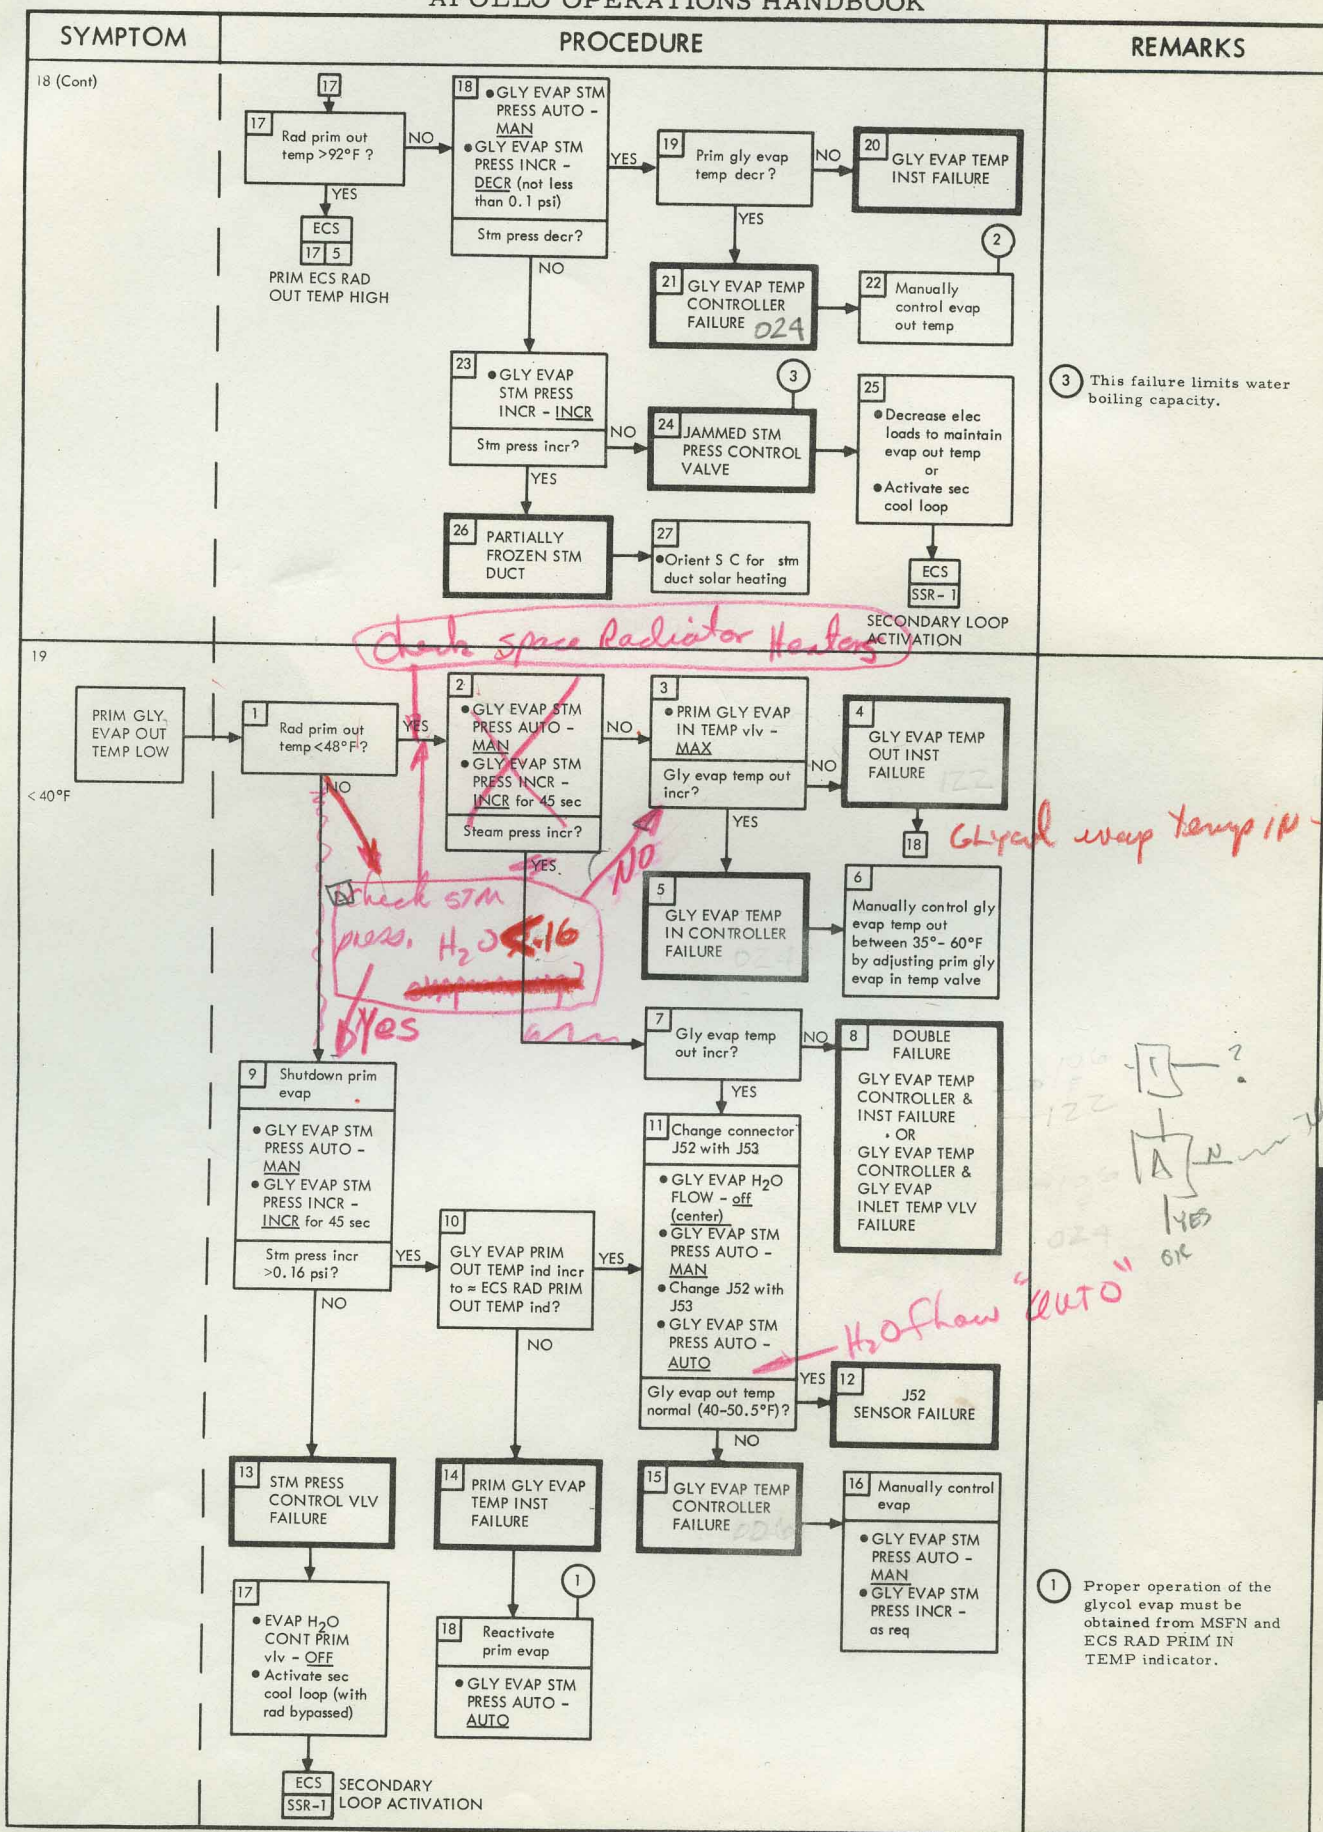 APOLLO OPERATIONS HANDBOOK
SYMPTOM
PROCEDURE
REMARKS
18 (Cont)
17
17
Rad prim out
temp >92°F ?
NO
YES
ECS
17 5
PRIM ECS RAD
OUT TEMP HIGH
18
● GLY EVAP STM
PRESS AUTO -
MAN
● GLY EVAP STM
PRESS INCR -
DECR (not less
than 0.1 psi)
Stm press decr?
YES
NO
19
Prim gly evap
temp decr?
NO
YES
20
GLY EVAP TEMP
INST FAILURE
21
GLY EVAP TEMP
CONTROLLER
FAILURE 024
2
22
Manually
control evap
out temp
23
● GLY EVAP
STM PRESS
INCR - INCR
Stm press incr?
NO
YES
3
24
JAMMED STM
PRESS CONTROL
VALVE
25
● Decrease elec
loads to maintain
evap out temp
or
● Activate sec
cool loop
ECS
SSR- 1
SECONDARY LOOP
ACTIVATION
26
PARTIALLY
FROZEN STM
DUCT
27
● Orient S C for stm
duct solar heating
3 This failure limits water
boiling capacity.
check space Radiator Heaters
19
PRIM GLY
EVAP OUT
TEMP LOW
<40°F
1
Rad prim out
temp <48°F?
YES
NO
2
● GLY EVAP STM
PRESS AUTO -
MAN
● GLY EVAP STM
PRESS INCR -
INCR for 45 sec
Steam press incr?
NO
YES
3
● PRIM GLY EVAP
IN TEMP vlv -
MAX
Gly evap temp out
incr?
NO
YES
4
GLY EVAP TEMP
OUT INST
FAILURE
122
18
GLycol evap temp IN -
A
check STM
press. H2O <.16
NO
Yes
5
GLY EVAP TEMP
IN CONTROLLER
FAILURE 024
6
Manually control gly
evap temp out
between 35°- 60°F
by adjusting prim gly
evap in temp valve
7
Gly evap temp
out incr?
NO
YES
8
DOUBLE
FAILURE
GLY EVAP TEMP
CONTROLLER &
INST FAILURE
. OR
GLY EVAP TEMP
CONTROLLER &
GLY EVAP
INLET TEMP VLV
FAILURE
106
122
106
024
1 ?
A N
YES
OK
9
Shutdown prim
evap
● GLY EVAP STM
PRESS AUTO -
MAN
● GLY EVAP STM
PRESS INCR -
INCR for 45 sec
Stm press incr
>0.16 psi?
YES
NO
10
GLY EVAP PRIM
OUT TEMP ind incr
to ≈ ECS RAD PRIM
OUT TEMP ind?
YES
NO
11
Change connector
J52 with J53
● GLY EVAP H2O
FLOW - off
(center)
● GLY EVAP STM
PRESS AUTO -
MAN
● Change J52 with
J53
● GLY EVAP STM
PRESS AUTO -
AUTO
Gly evap out temp
normal (40-50.5°F)?
YES
NO
H2O flow "AUTO"
12
J52
SENSOR FAILURE
13
STM PRESS
CONTROL VLV
FAILURE
14
PRIM GLY EVAP
TEMP INST
FAILURE
15
GLY EVAP TEMP
CONTROLLER
FAILURE
16
Manually control
evap
● GLY EVAP STM
PRESS AUTO -
MAN
● GLY EVAP STM
PRESS INCR -
as req
17
● EVAP H2O
CONT PRIM
vlv - OFF
● Activate sec
cool loop (with
rad bypassed)
1
18
Reactivate
prim evap
● GLY EVAP STM
PRESS AUTO -
AUTO
1 Proper operation of the
glycol evap must be
obtained from MSFN and
ECS RAD PRIM IN
TEMP indicator.
ECS
SSR-1
SECONDARY
LOOP ACTIVATION